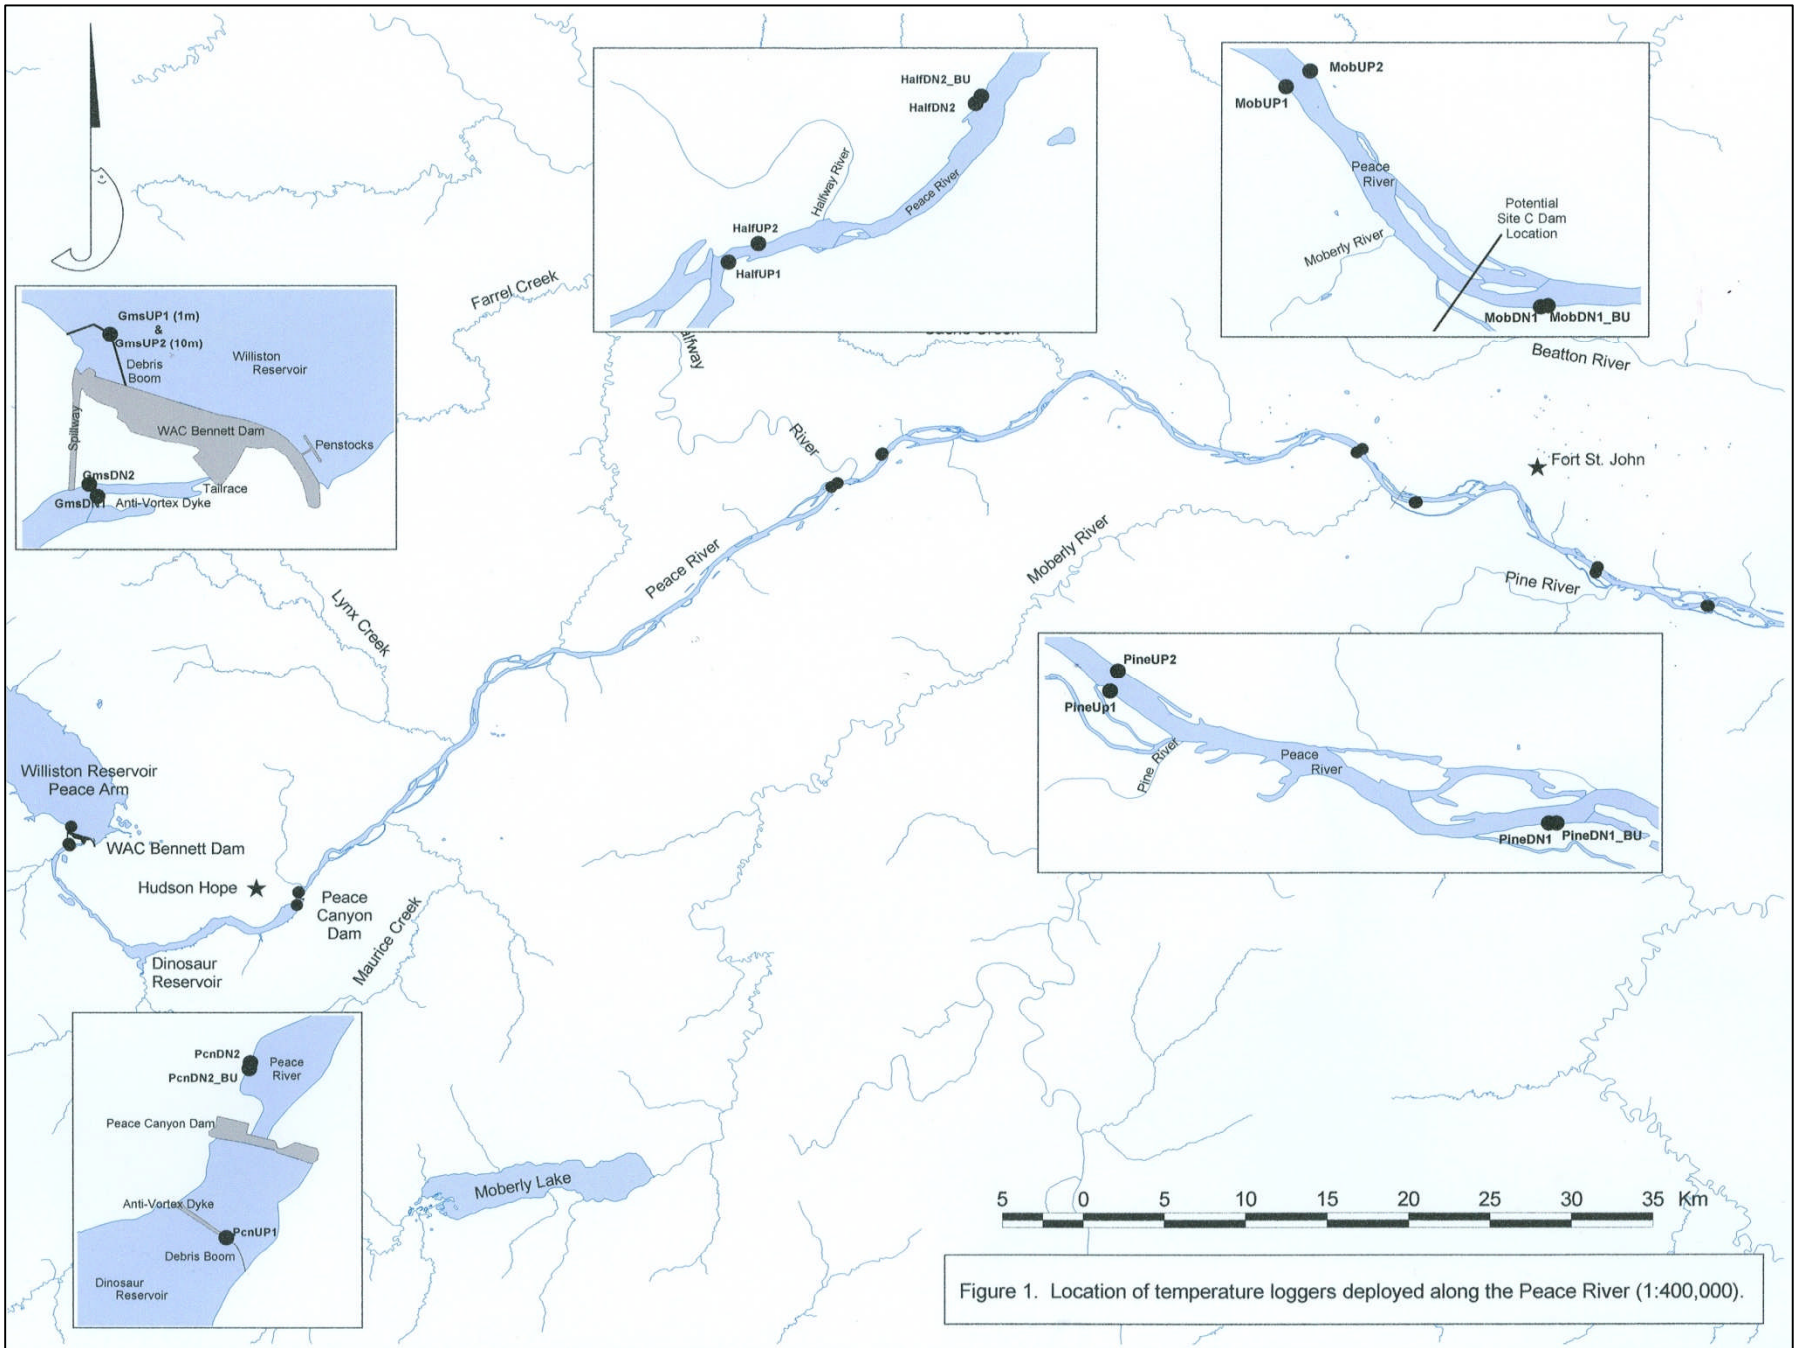 HalfDN2_BU
HalfDN2
Halfway River
Peace River
HalfUP2
HalfUP1
MobUP2
MobUP1
Peace
River
Potential
Site C Dam
Location
Moberly River
MobDN1
MobDN1_BU
Farrel Creek
GmsUP1 (1m)
&
GmsUP2 (10m)
Debris
Boom
Williston
Reservoir
Spillway
WAC Bennett Dam
Penstocks
GmsDN2
Tailrace
GmsDN1
Anti-Vortex Dyke
alfway
River
Beatton River
Fort St. John
Peace River
Moberly River
Pine River
Lynx Creek
PineUP2
PineUp1
Pine River
Peace
River
PineDN1
PineDN1_BU
Williston Reservoir
Peace Arm
WAC Bennett Dam
Hudson Hope
Peace
Canyon
Dam
Maurice Creek
Dinosaur
Reservoir
PcnDN2
PcnDN2_BU
Peace
River
Peace Canyon Dam
Anti-Vortex Dyke
PcnUP1
Debris Boom
Dinosaur
Reservoir
Moberly Lake
5 0 5 10 15 20 25 30 35 Km
Figure 1. Location of temperature loggers deployed along the Peace River (1:400,000).